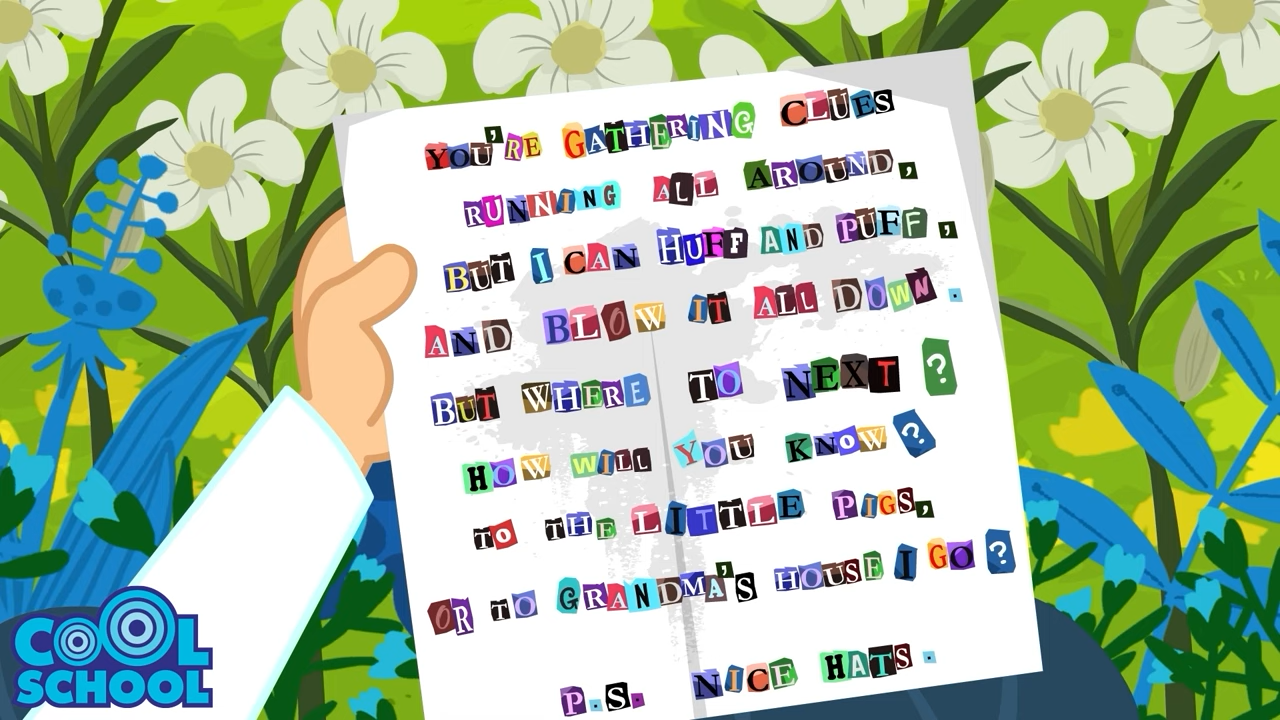 YOU'RE GATHERING CLUES
RUNNING ALL AROUND,
BUT I CAN HUFF AND PUFF,
AND BLOW IT ALL DOWN.
BUT WHERE TO NEXT?
HOW WILL YOU KNOW?
TO THE LITTLE PIGS,
OR TO GRANDMA'S HOUSE I GO?
P.S. NICE HATS.
COOL
SCHOOL